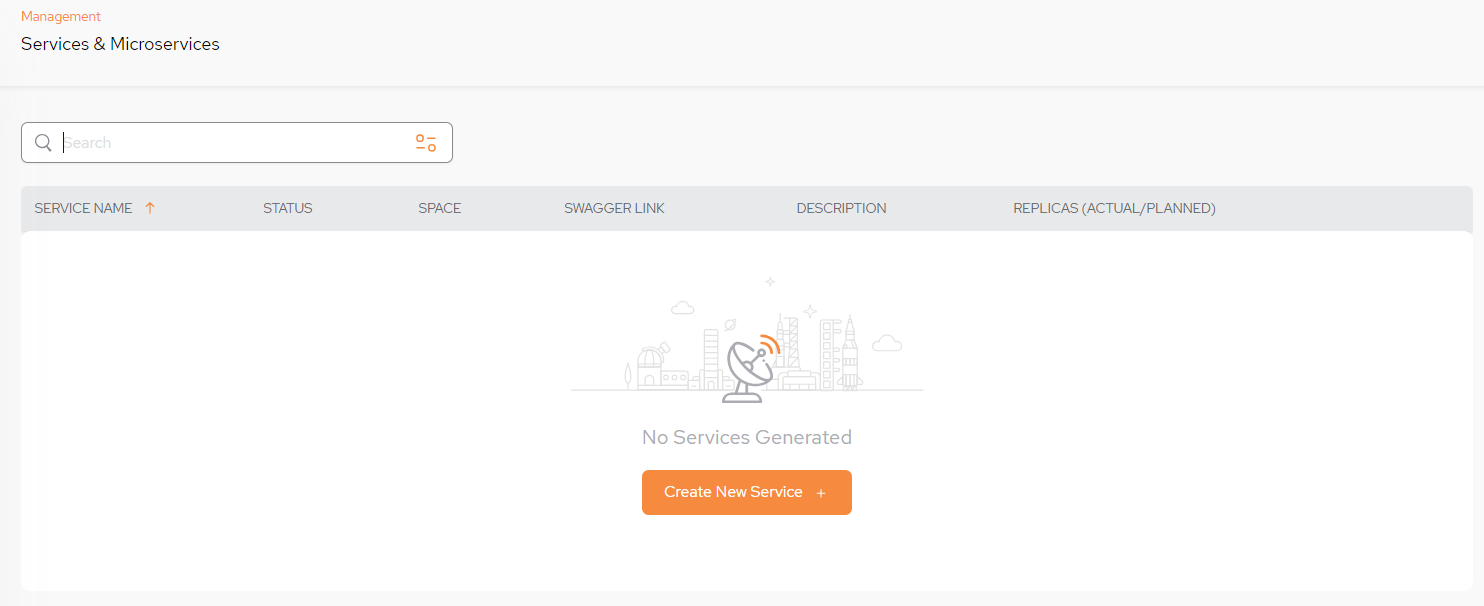 Management
Services & Microservices
Search
SERVICE NAME STATUS SPACE SWAGGER LINK DESCRIPTION REPLICAS (ACTUAL/PLANNED)
No Services Generated
Create New Service +